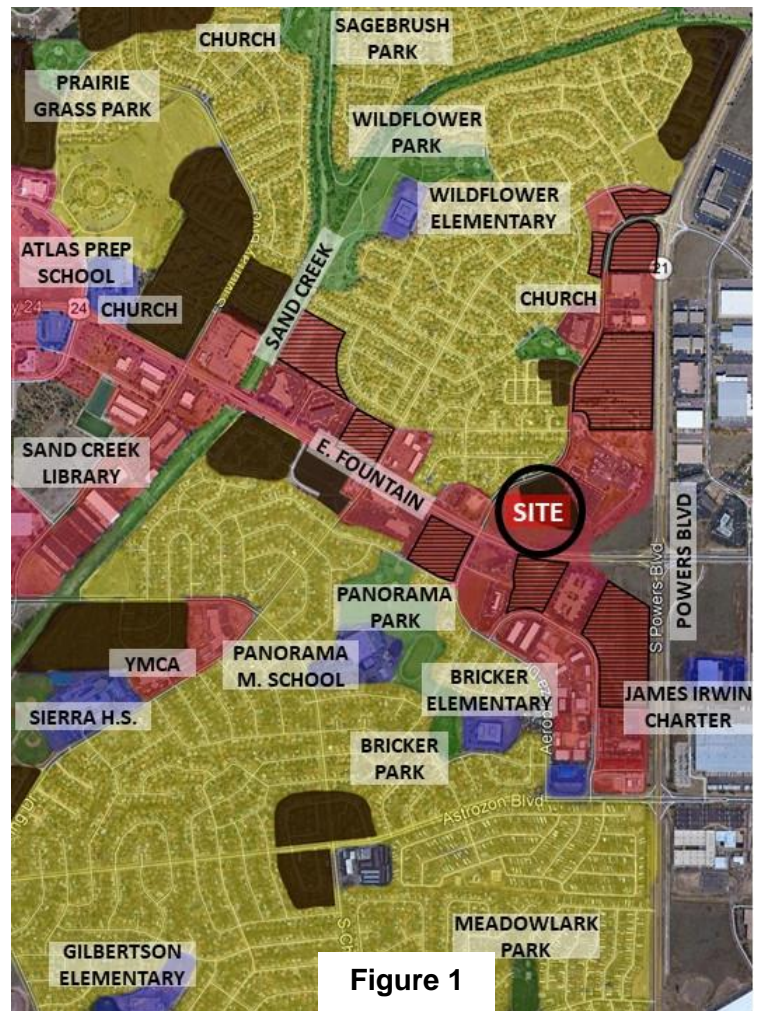 CHURCH
SAGEBRUSH
PARK
PRAIRIE
GRASS PARK
WILDFLOWER
PARK
WILDFLOWER
ELEMENTARY
ATLAS PREP
SCHOOL
24
CHURCH
SAND CREEK
CHURCH
21
SAND CREEK
LIBRARY
E. FOUNTAIN
SITE
POWERS BLVD
S Powers Blvd
PANORAMA
PARK
YMCA
PANORAMA
M. SCHOOL
BRICKER
ELEMENTARY
JAMES IRWIN
CHARTER
SIERRA H.S.
BRICKER
PARK
Astrozon Blvd
MEADOWLARK
PARK
GILBERTSON
ELEMENTARY
Figure 1